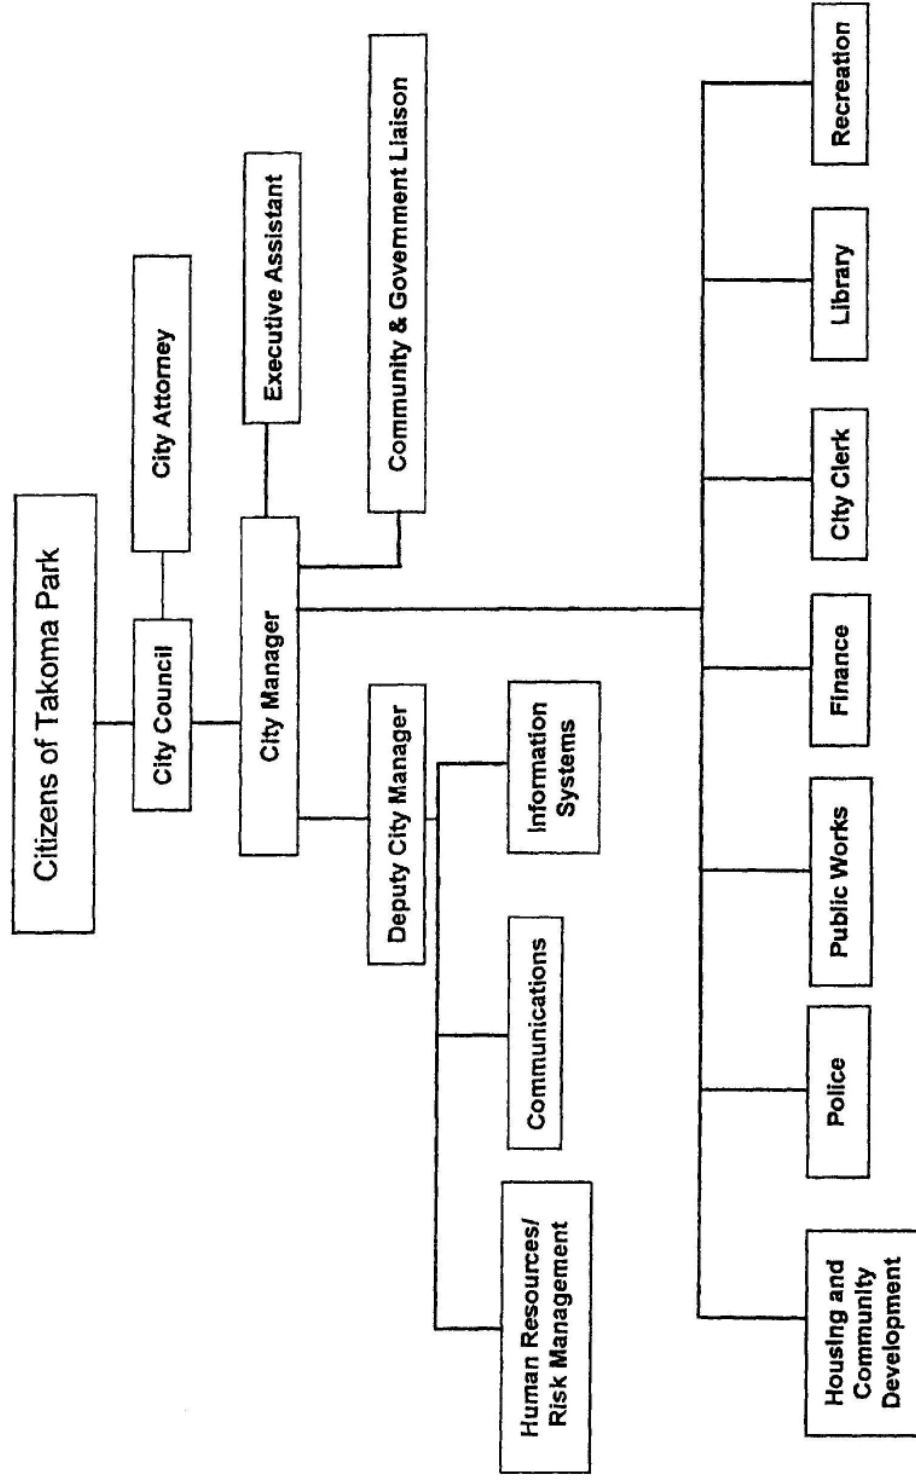 Citizens of Takoma Park
City Council
City Attorney
City Manager
Executive Assistant
Deputy City Manager
Community & Government Liaison
Human Resources/
Risk Management
Communications
Information
Systems
Housing and
Community
Development
Police
Public Works
Finance
City Clerk
Library
Recreation